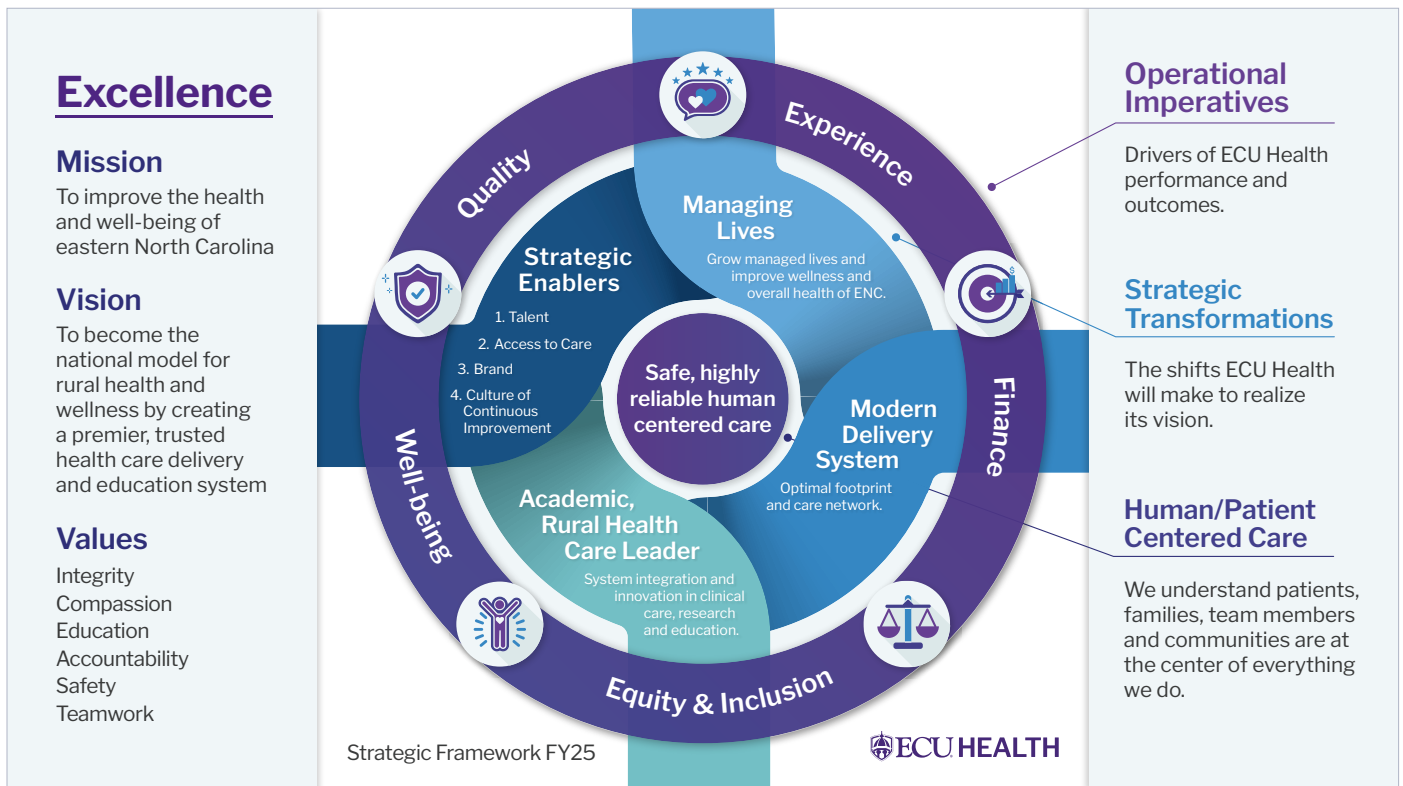 Excellence
Mission
To improve the health
and well-being of
eastern North Carolina
Vision
To become the
national model for
rural health and
wellness by creating
a premier, trusted
health care delivery
and education system
Values
Integrity
Compassion
Education
Accountability
Safety
Teamwork
Quality
Experience
Finance
Equity & Inclusion
Well-being
Strategic
Enablers
1. Talent
2. Access to Care
3. Brand
4. Culture of
Continuous
Improvement
Managing
Lives
Grow managed lives and
improve wellness and
overall health of ENC.
Safe, highly
reliable human
centered care
Modern
Delivery
System
Optimal footprint
and care network.
Academic,
Rural Health
Care Leader
System integration and
innovation in clinical
care, research
and education.
$
Strategic Framework FY25
ECU HEALTH
Operational
Imperatives
Drivers of ECU Health
performance and
outcomes.
Strategic
Transformations
The shifts ECU Health
will make to realize
its vision.
Human/Patient
Centered Care
We understand patients,
families, team members
and communities are at
the center of everything
we do.